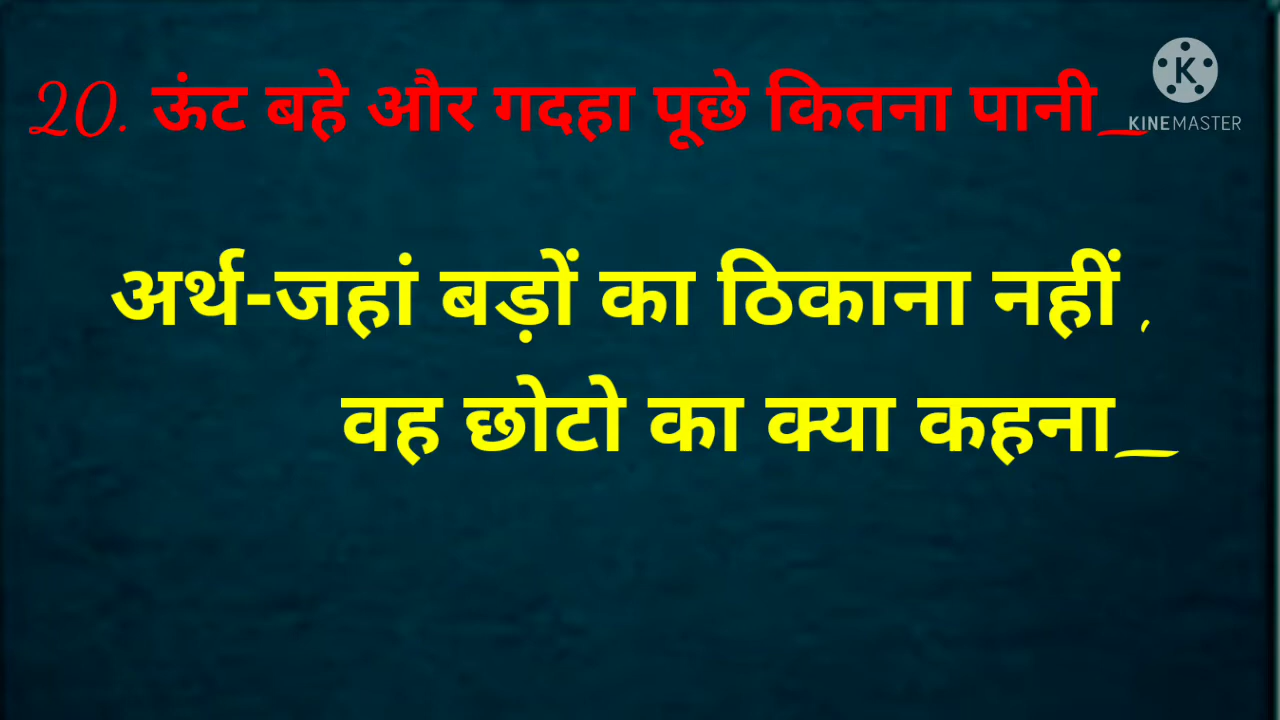 20. ऊंट बहे और गदहा पूछे कितना पानी_
KINEMASTER
अर्थ-जहां बड़ों का ठिकाना नहीं ,
वह छोटो का क्या कहना_